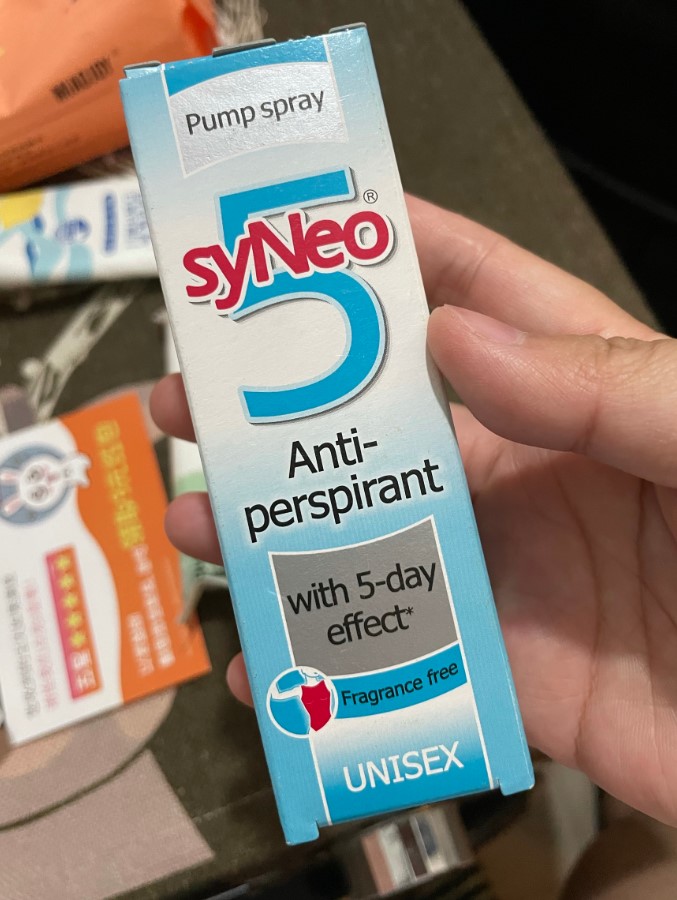 Pump spray
5
syNeo®
Anti-
perspirant
with 5-day
effect*
Fragrance free
UNISEX